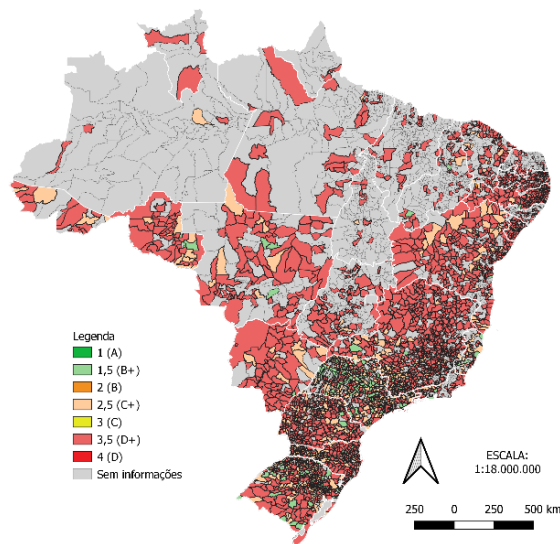 Legenda
1 (A)
1,5 (B+)
2 (B)
2,5 (C+)
3 (C)
3,5 (D+)
4 (D)
Sem informações
ESCALA:
1:18.000.000
250 0 250 500 km